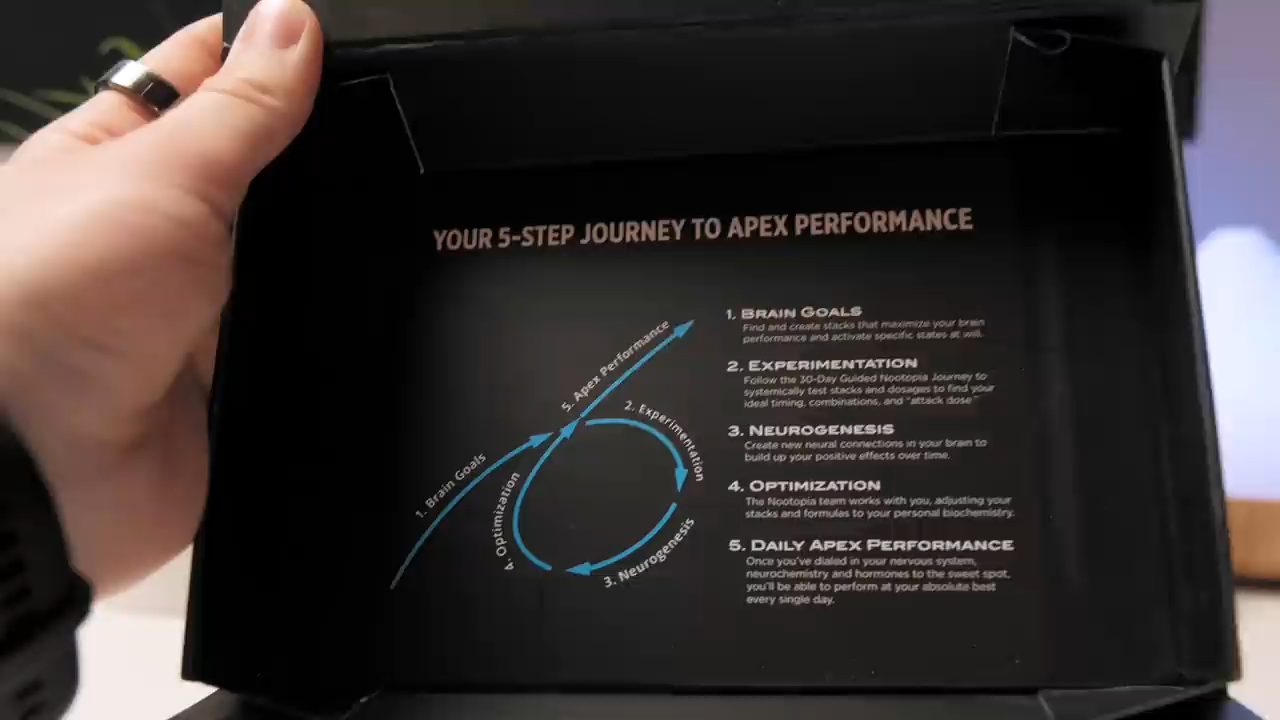 YOUR 5-STEP JOURNEY TO APEX PERFORMANCE
1. Brain Goals
2. Experimentation
3. Neurogenesis
4. Optimization
5. Apex Performance
1. BRAIN GOALS
Find and create stacks that maximize your brain
performance and activate specific states at will.
2. EXPERIMENTATION
Follow the 30-Day Guided Nootopia Journey to
systemically test stacks and dosages to find your
ideal timing, combinations, and "attack dose"
3. NEUROGENESIS
Create new neural connections in your brain to
build up your positive effects over time.
4. OPTIMIZATION
The Nootopia team works with you, adjusting your
stacks and formulas to your personal biochemistry.
5. DAILY APEX PERFORMANCE
Once you've dialed in your nervous system,
neurochemistry and hormones to the sweet spot,
you'll be able to perform at your absolute best
every single day.